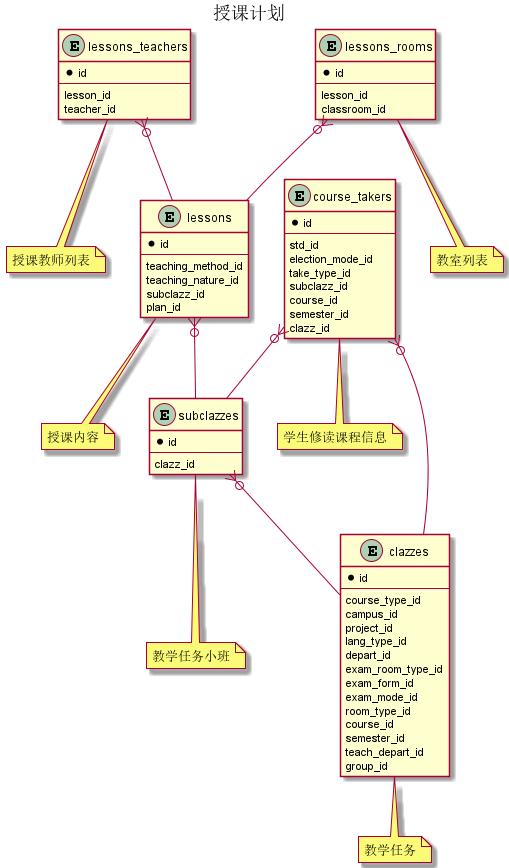 授课计划
E lessons_teachers
id
lesson_id
teacher_id
E lessons_rooms
id
lesson_id
classroom_id
授课教师列表
E lessons
id
teaching_method_id
teaching_nature_id
subclazz_id
plan_id
E course_takers
id
std_id
election_mode_id
take_type_id
subclazz_id
course_id
semester_id
clazz_id
教室列表
授课内容
E subclazzes
id
clazz_id
学生修读课程信息
E clazzes
id
course_type_id
campus_id
project_id
lang_type_id
depart_id
exam_room_type_id
exam_form_id
exam_mode_id
room_type_id
course_id
semester_id
teach_depart_id
group_id
教学任务小班
教学任务